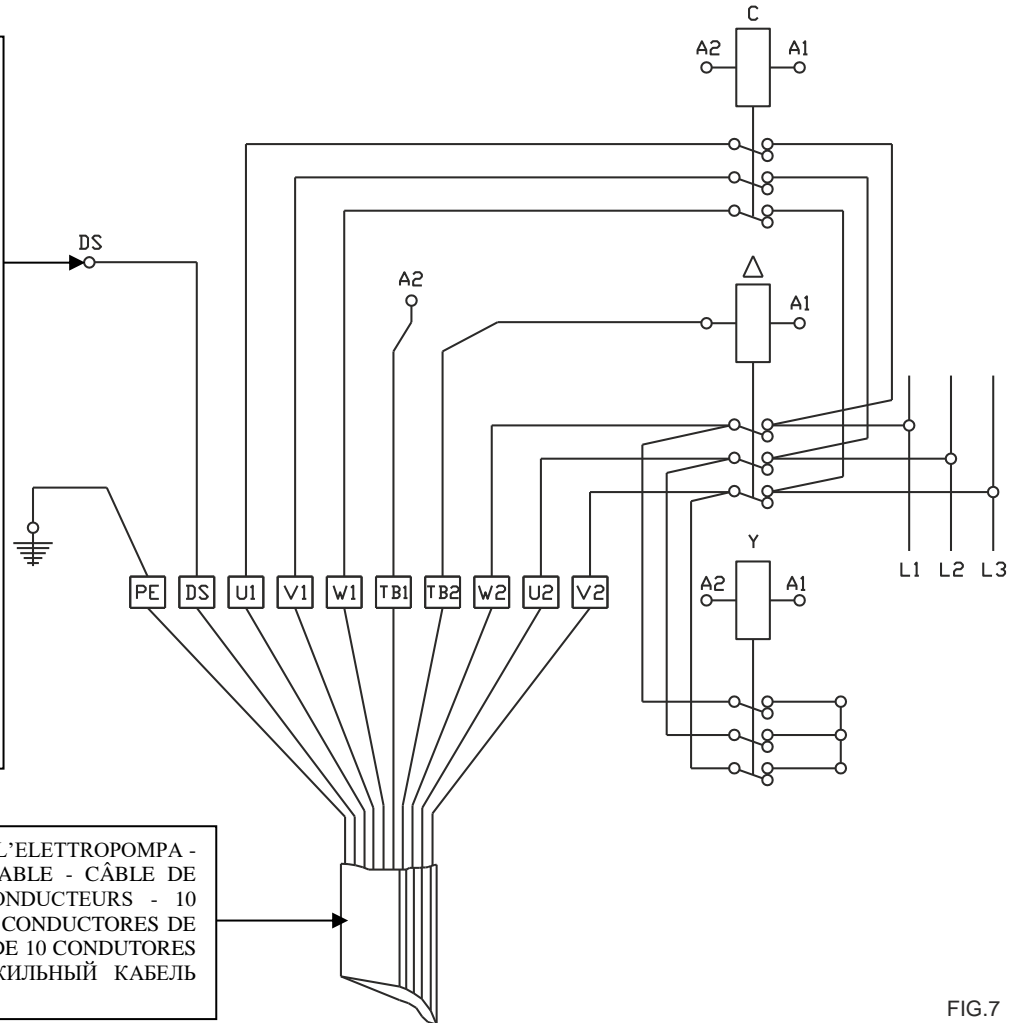 C
A2 A1
DS
Δ
A2
A1
Y
A2 A1
L1 L2 L3
PE DS U1 V1 W1 TB1 TB2 W2 U2 V2
L'ELETTROPOMPA -
ABLE - CÂBLE DE
ONDUCTEURS - 10
CONDUCTORES DE
DE 10 CONDUTORES
ЖИЛЬНЫЙ КАБЕЛЬ
FIG.7